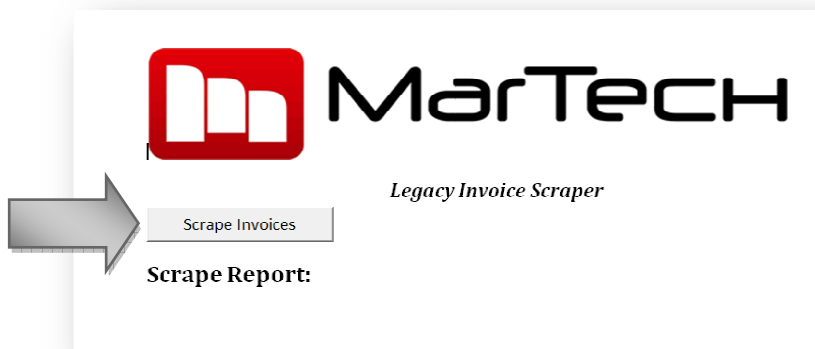 MarTech
Legacy Invoice Scraper
Scrape Invoices
Scrape Report: